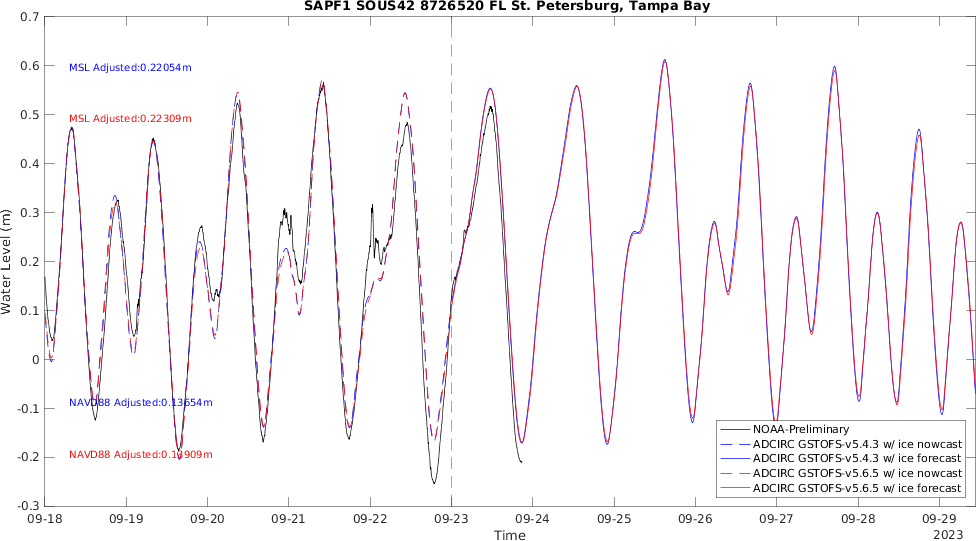 SAPF1 SOUS42 8726520 FL St. Petersburg, Tampa Bay
0.7
0.6
0.5
0.4
0.3
0.2
0.1
0
-0.1
-0.2
-0.3
Water Level (m)
MSL Adjusted:0.22054m
MSL Adjusted:0.22309m
NAVD88 Adjusted:0.13654m
NAVD88 Adjusted:0.13909m
NOAA-Preliminary
ADCIRC GSTOFS-v5.4.3 w/ ice nowcast
ADCIRC GSTOFS-v5.4.3 w/ ice forecast
ADCIRC GSTOFS-v5.6.5 w/ ice nowcast
ADCIRC GSTOFS-v5.6.5 w/ ice forecast
09-18 09-19 09-20 09-21 09-22 09-23 09-24 09-25 09-26 09-27 09-28 09-29
Time
2023